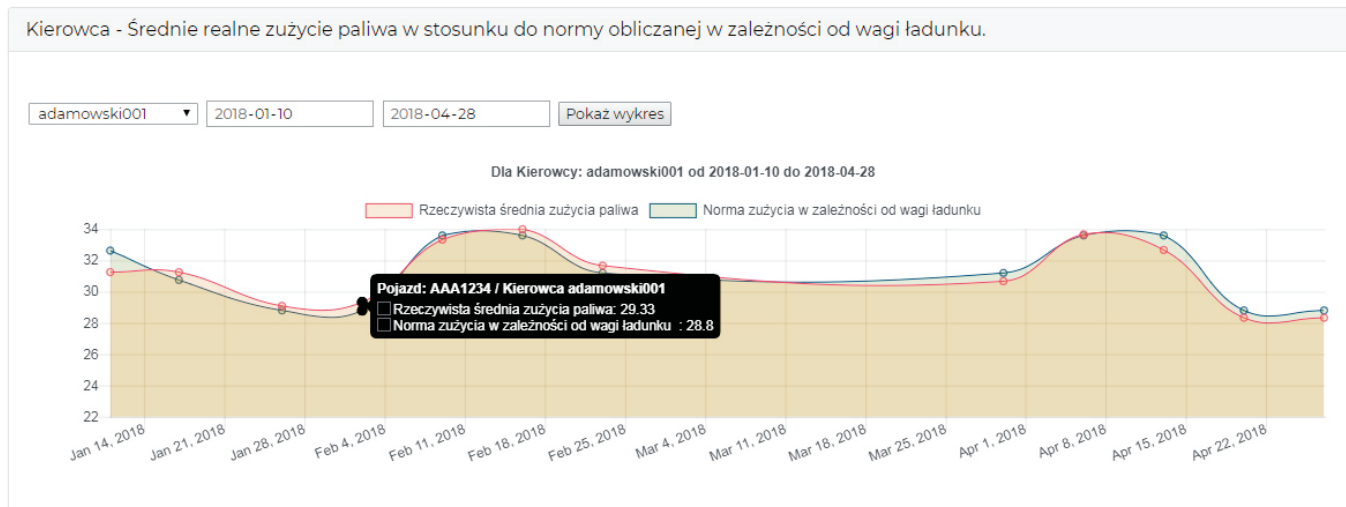 Kierowca - Średnie realne zużycie paliwa w stosunku do normy obliczanej w zależności od wagi ładunku.
adamowski001 2018-01-10 2018-04-28 Pokaż wykres
Dla Kierowcy: adamowski001 od 2018-01-10 do 2018-04-28
Rzeczywista średnia zużycia paliwa Norma zużycia w zależności od wagi ładunku
34
32
30
28
26
24
22
Pojazd: AAA1234 / Kierowca adamowski001
Rzeczywista średnia zużycia paliwa: 29.33
Norma zużycia w zależności od wagi ładunku : 28.8
Jan 14, 2018 Jan 21, 2018 Jan 28, 2018 Feb 4, 2018 Feb 11, 2018 Feb 18, 2018 Feb 25, 2018 Mar 4, 2018 Mar 11, 2018 Mar 18, 2018 Mar 25, 2018 Apr 1, 2018 Apr 8, 2018 Apr 15, 2018 Apr 22, 2018